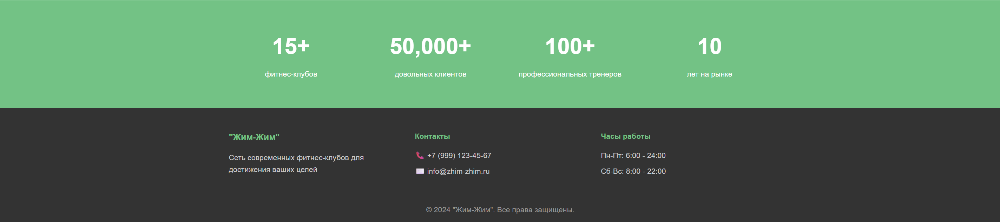 15+
фитнес-клубов
50,000+
довольных клиентов
100+
профессиональных тренеров
10
лет на рынке
"Жим-Жим"
Сеть современных фитнес-клубов для
достижения ваших целей
Контакты
+7 (999) 123-45-67
info@zhim-zhim.ru
Часы работы
Пн-Пт: 6:00 - 24:00
Сб-Вс: 8:00 - 22:00
© 2024 "Жим-Жим". Все права защищены.